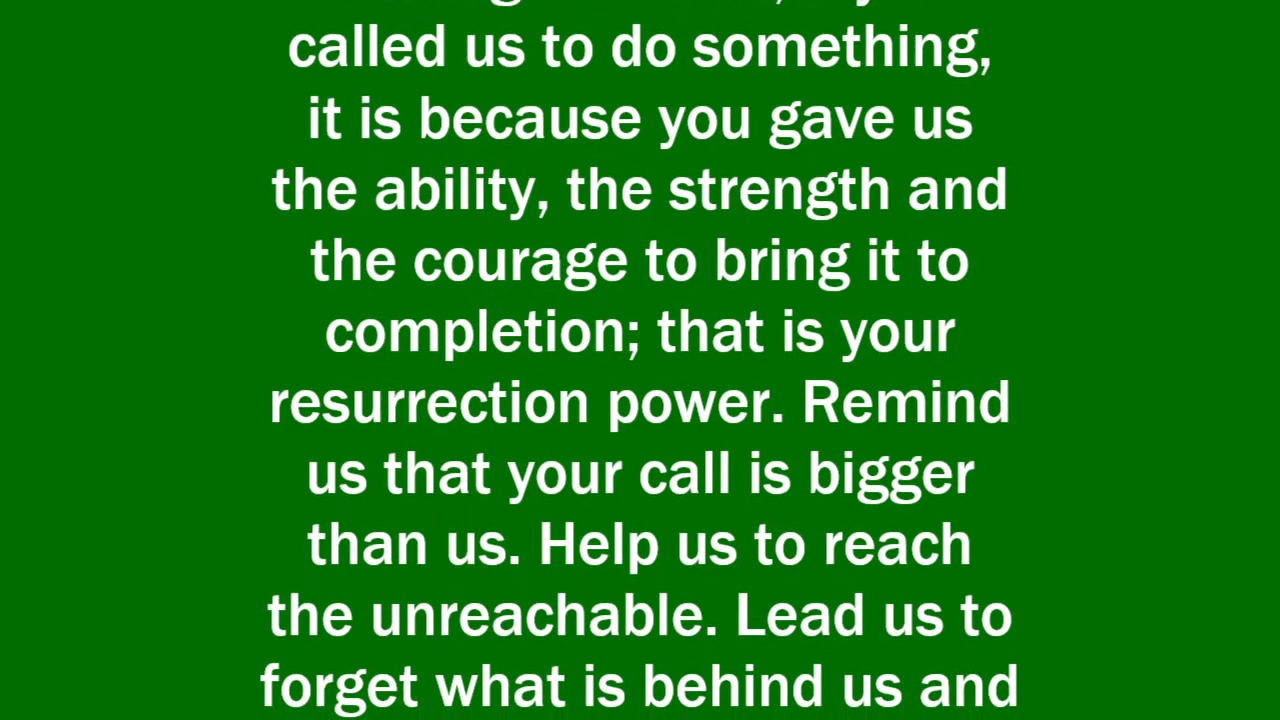 called us to do something,
it is because you gave us
the ability, the strength and
the courage to bring it to
completion; that is your
resurrection power. Remind
us that your call is bigger
than us. Help us to reach
the unreachable. Lead us to
forget what is behind us and